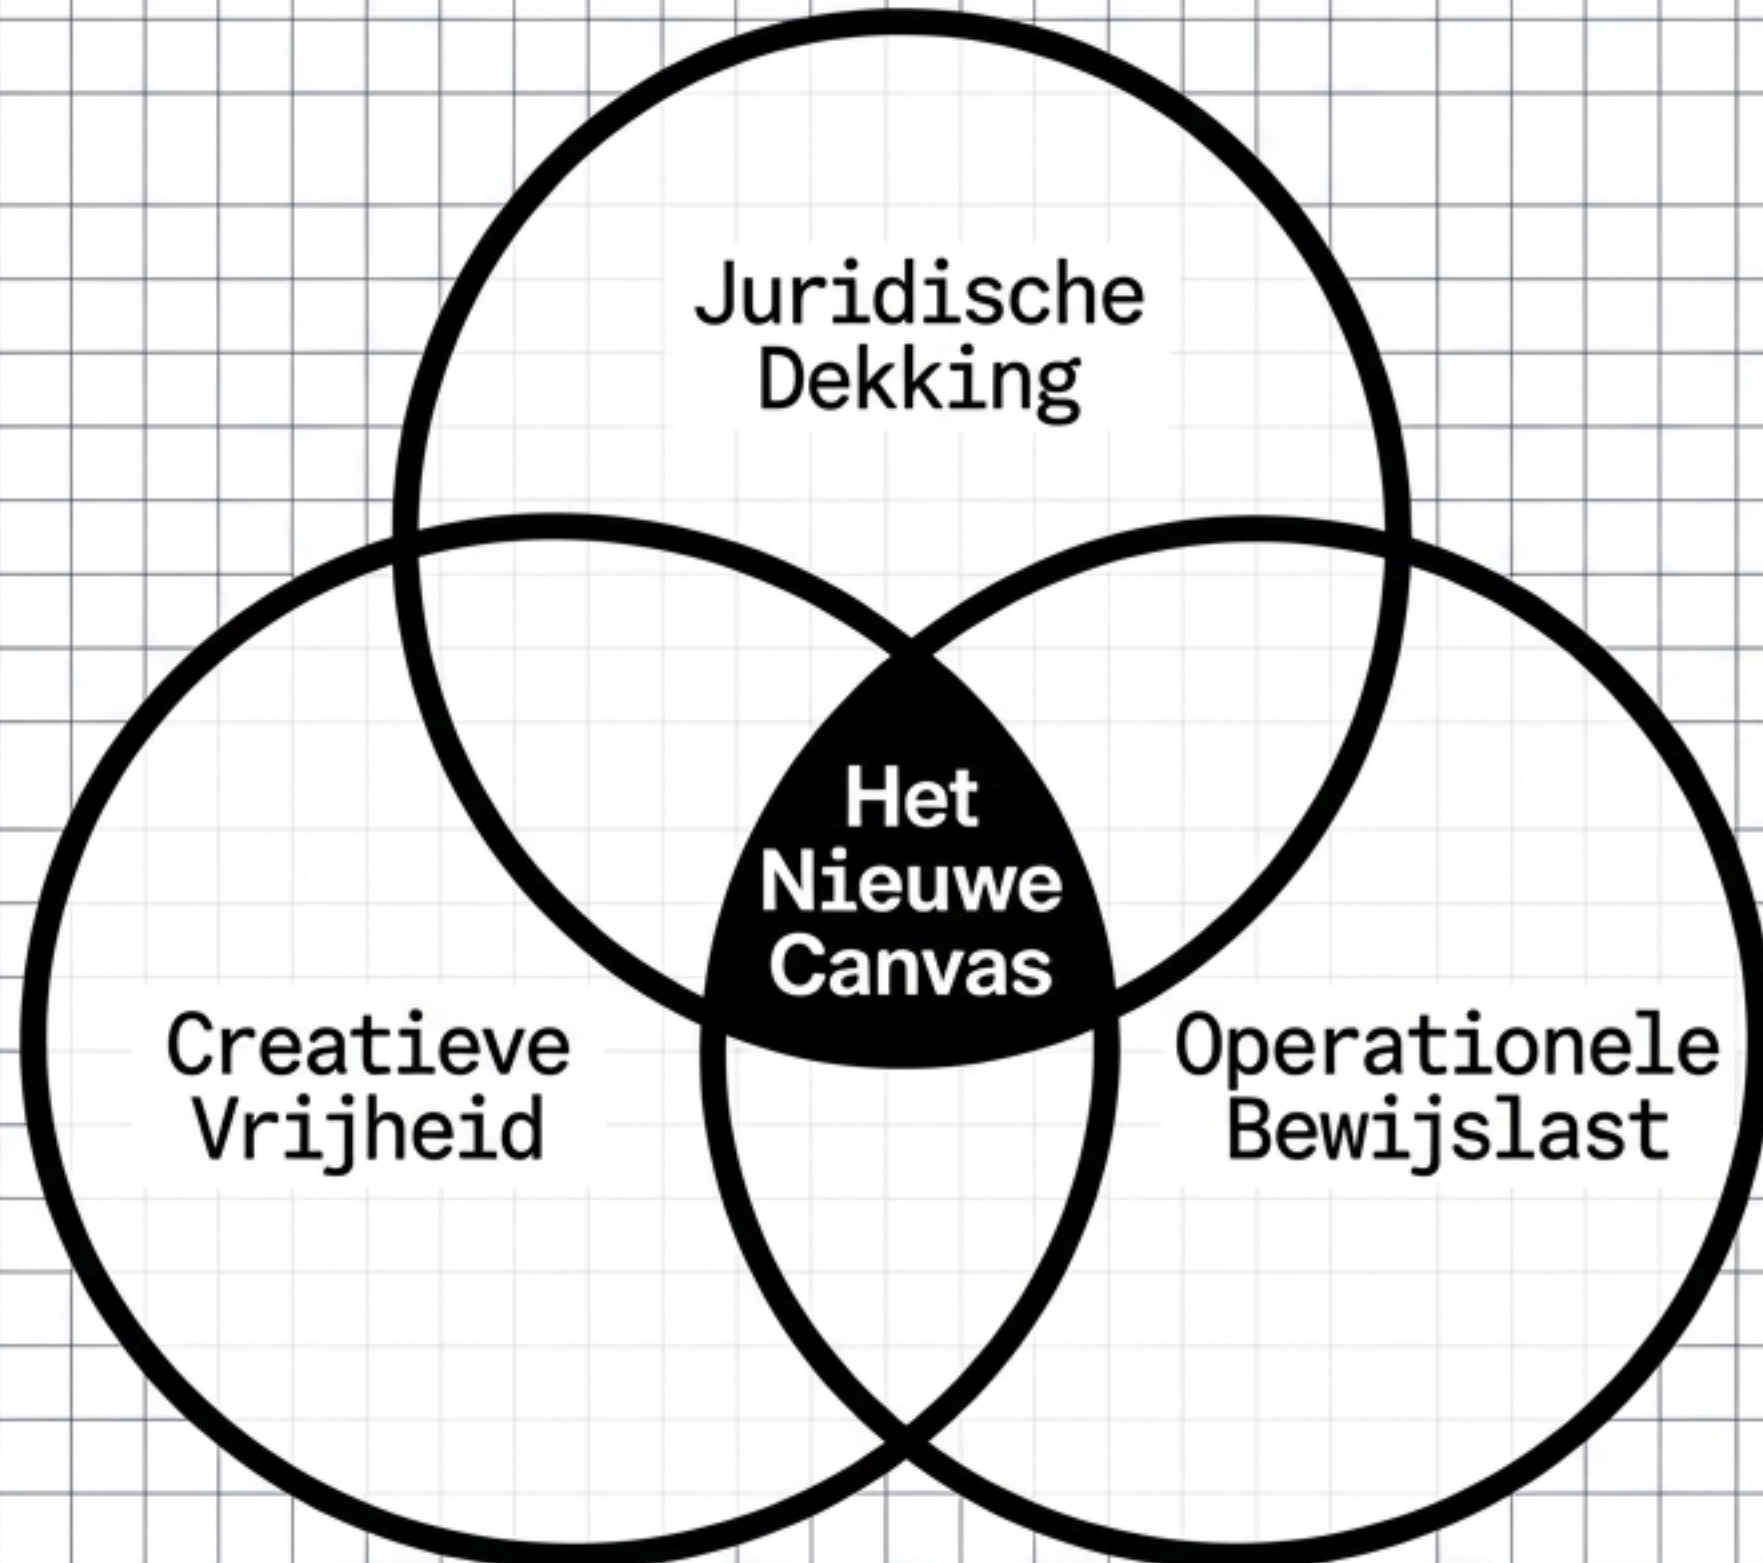 Juridische
Dekking
Het
Nieuwe
Canvas
Creatieve
Vrijheid
Operationele
Bewijslast